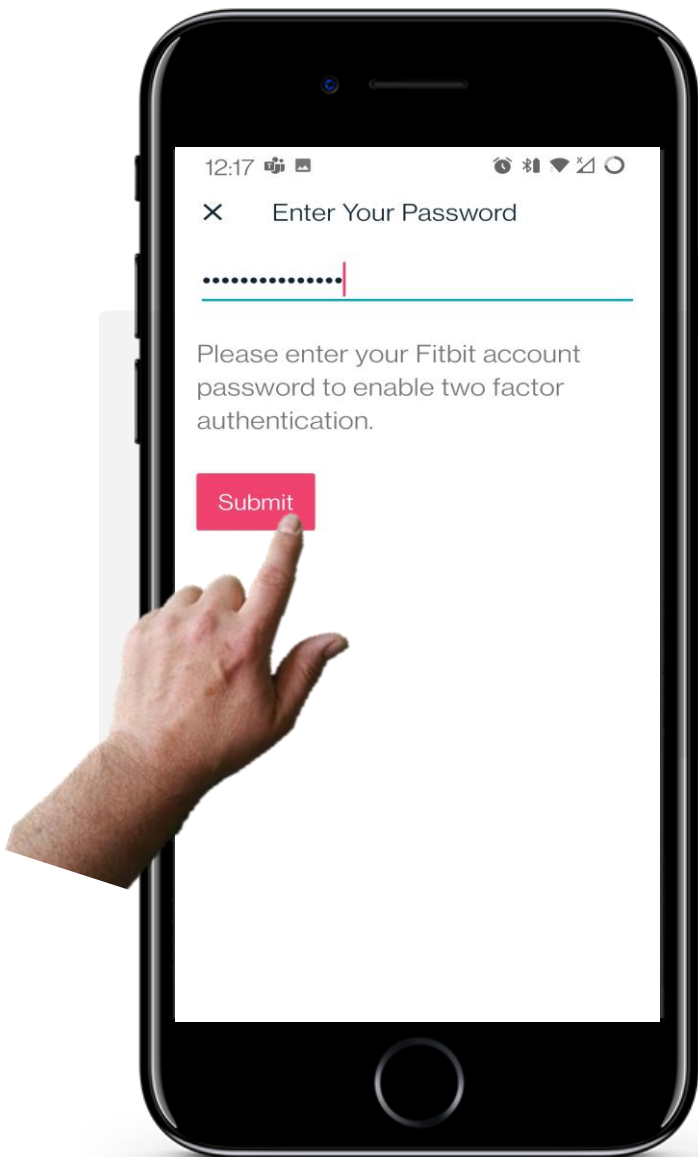 12:17
Enter Your Password
•••••••••••••••
Please enter your Fitbit account
password to enable two factor
authentication.
Submit